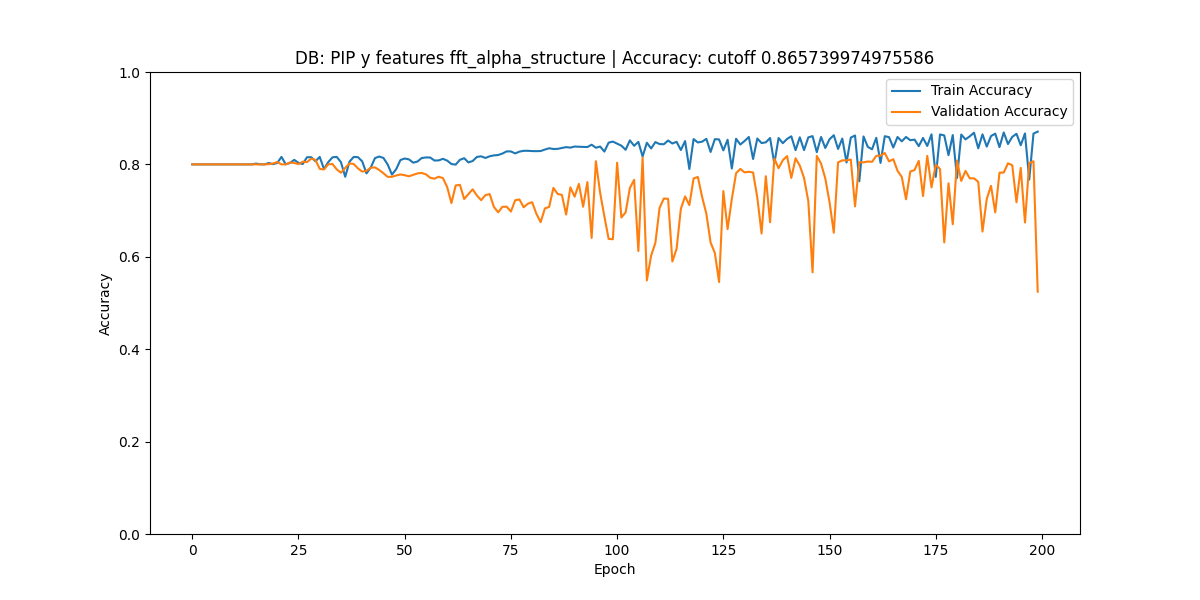 DB: PIP y features fft_alpha_structure | Accuracy: cutoff 0.865739974975586
Train Accuracy
Validation Accuracy
1.0
0.8
0.6
0.4
0.2
0.0
Accuracy
0 25 50 75 100 125 150 175 200
Epoch